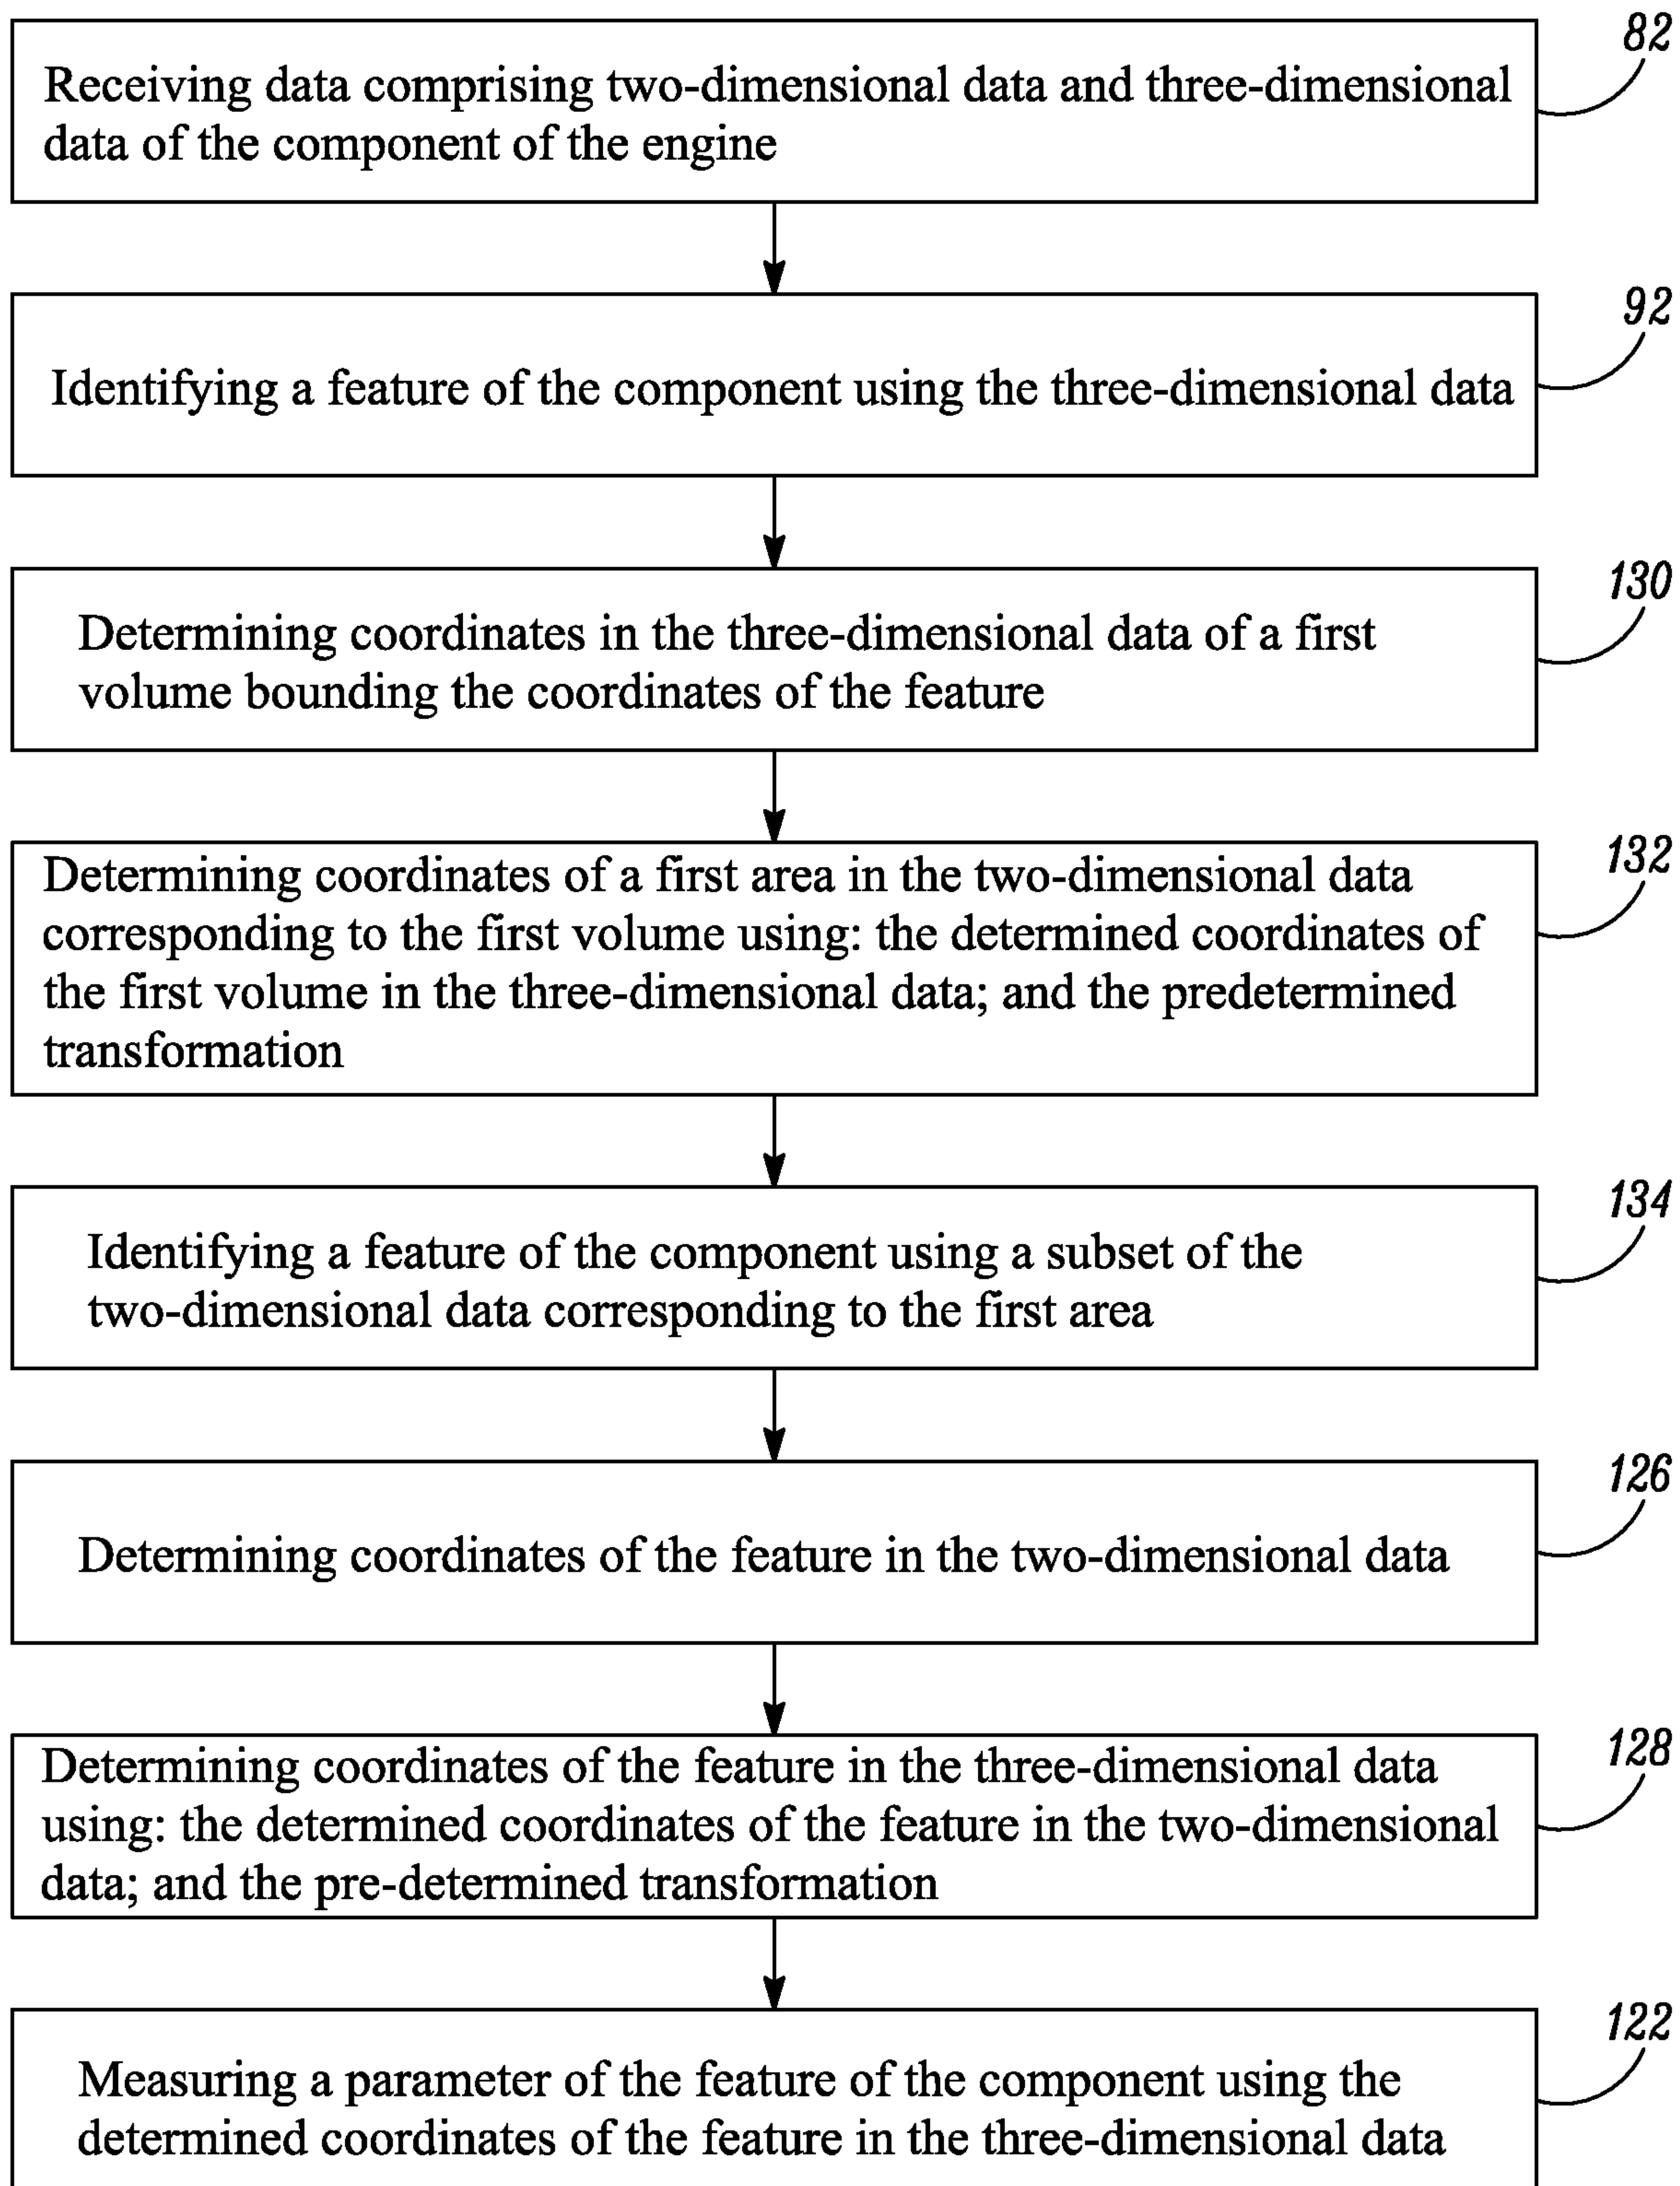 82
Receiving data comprising two-dimensional data and three-dimensional
data of the component of the engine
92
Identifying a feature of the component using the three-dimensional data
130
Determining coordinates in the three-dimensional data of a first
volume bounding the coordinates of the feature
132
Determining coordinates of a first area in the two-dimensional data
corresponding to the first volume using: the determined coordinates of
the first volume in the three-dimensional data; and the predetermined
transformation
134
Identifying a feature of the component using a subset of the
two-dimensional data corresponding to the first area
126
Determining coordinates of the feature in the two-dimensional data
128
Determining coordinates of the feature in the three-dimensional data
using: the determined coordinates of the feature in the two-dimensional
data; and the pre-determined transformation
122
Measuring a parameter of the feature of the component using the
determined coordinates of the feature in the three-dimensional data